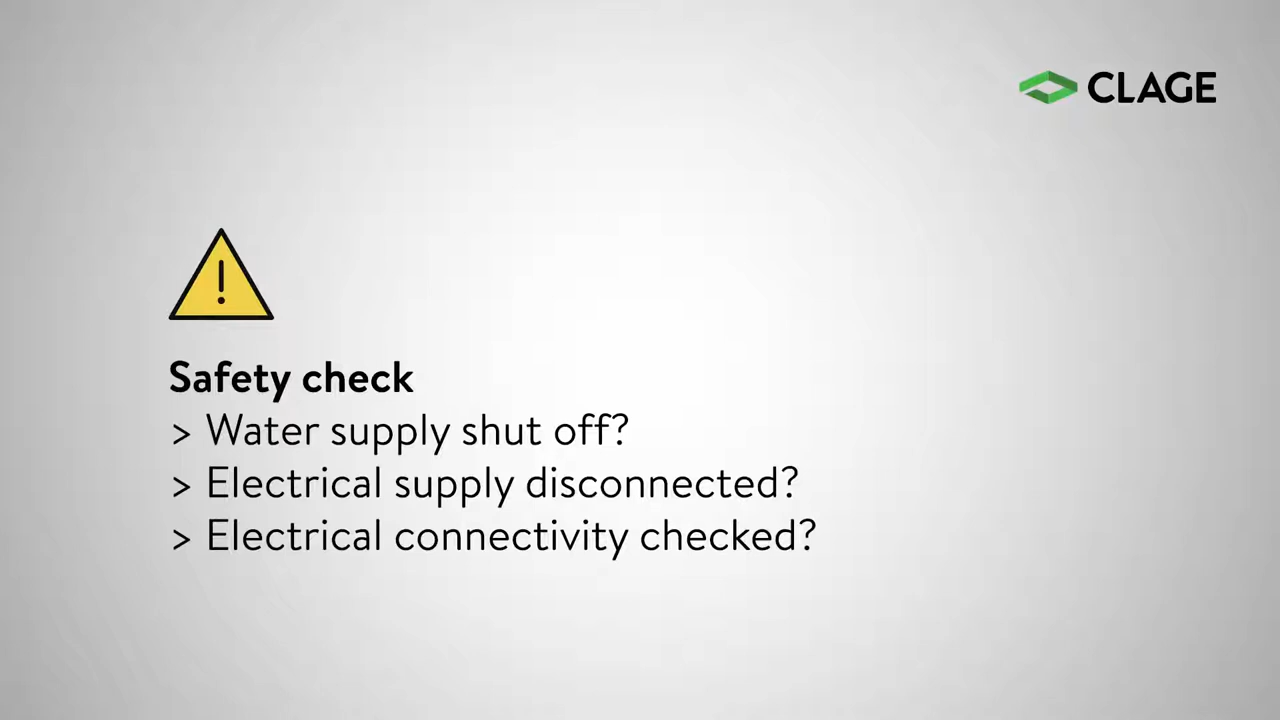 CLAGE
Safety check
> Water supply shut off?
> Electrical supply disconnected?
> Electrical connectivity checked?